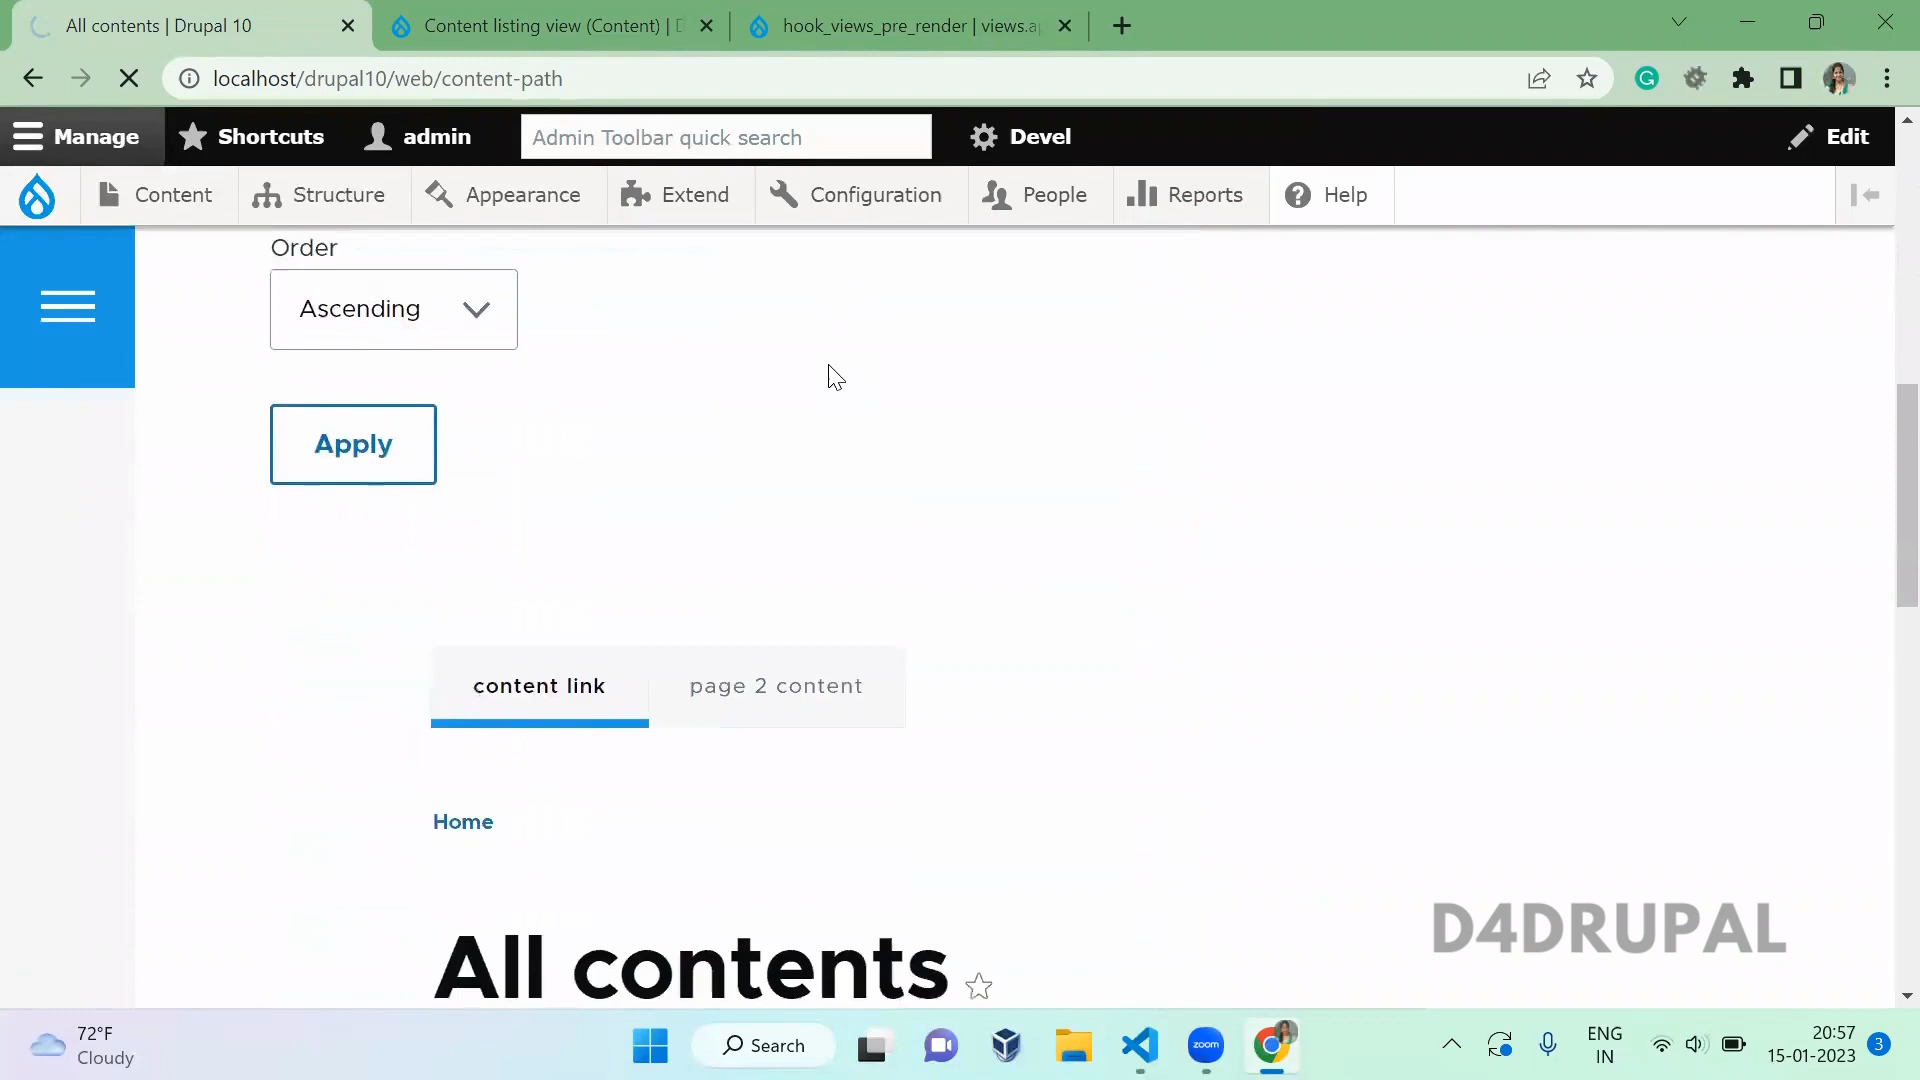 All contents | Drupal 10
Content listing view (Content) |
hook_views_pre_render | views.a
localhost/drupal10/web/content-path
Manage
Shortcuts
admin
Admin Toolbar quick search
Devel
Edit
Content
Structure
Appearance
Extend
Configuration
People
Reports
Help
Order
Ascending
Apply
content link
page 2 content
Home
All contents
D4DRUPAL
72°F
Cloudy
Search
zoom
ENG
IN
20:57
15-01-2023
3